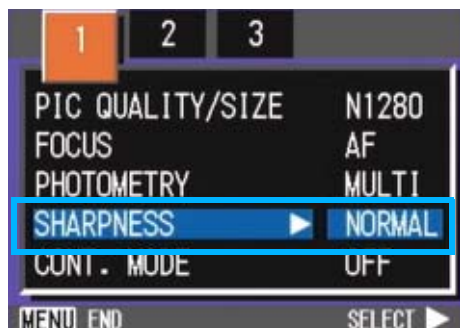 1 2 3
PIC QUALITY/SIZE N1280
FOCUS AF
PHOTOMETRY MULTI
SHARPNESS NORMAL
CONT. MODE OFF
MENU END SELECT